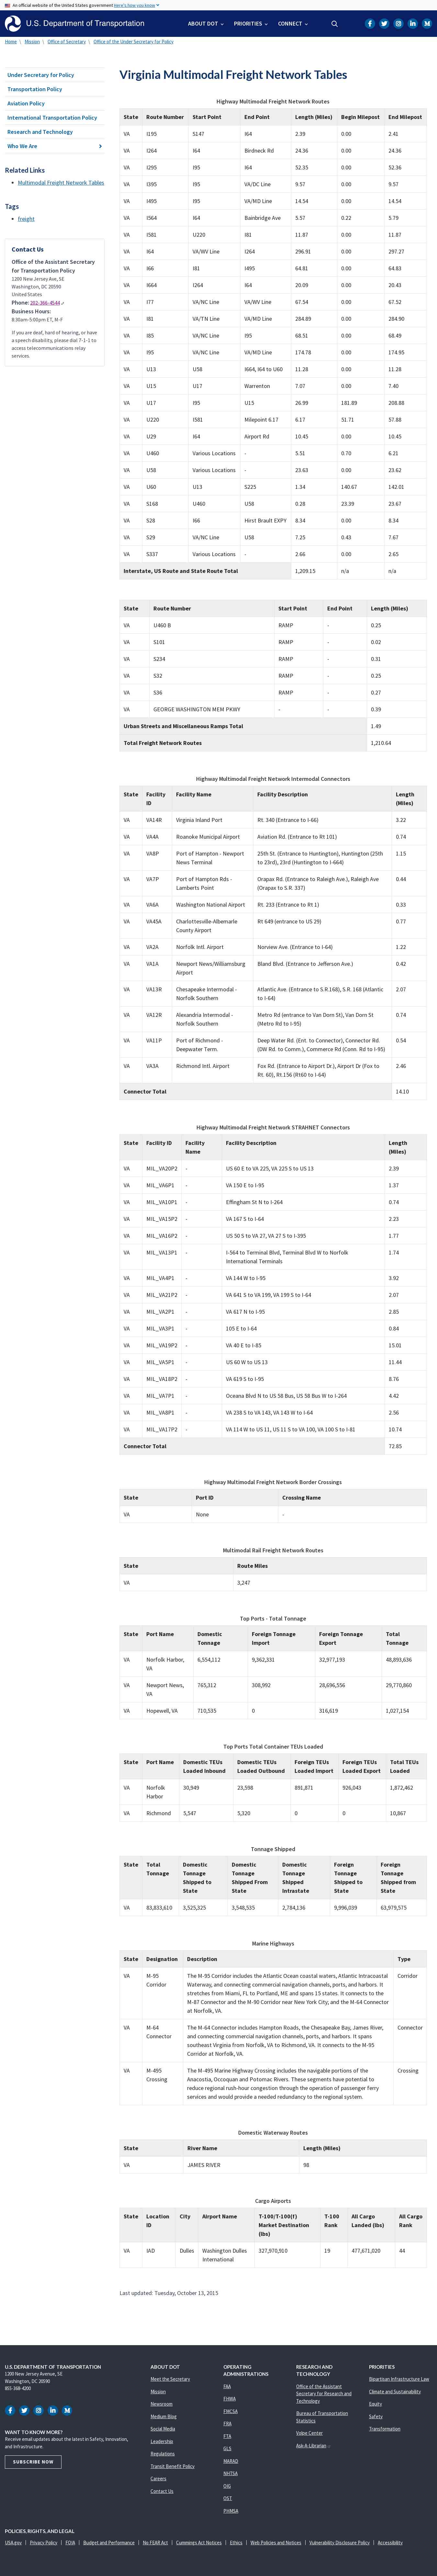 An official website of the United States government Here's how you know
U.S. Department of Transportation
ABOUT DOT
PRIORITIES
CONNECT
Home \ Mission \ Office of Secretary \ Office of the Under Secretary for Policy
Under Secretary for Policy
Transportation Policy
Aviation Policy
International Transportation Policy
Research and Technology
Who We Are
Related Links
Multimodal Freight Network Tables
Tags
freight
Contact Us
Office of the Assistant Secretary
for Transportation Policy
1200 New Jersey Ave, SE
Washington, DC 20590
United States
Phone: 202-366-4544
Business Hours:
8:30am-5:00pm ET, M-F
If you are deaf, hard of hearing, or have
a speech disability, please dial 7-1-1 to
access telecommunications relay
services.
Virginia Multimodal Freight Network Tables
Highway Multimodal Freight Network Routes
State Route Number Start Point End Point Length (Miles) Begin Milepost End Milepost
VA I195 S147 I64 2.39 0.00 2.41
VA I264 I64 Birdneck Rd 24.36 0.00 24.36
VA I295 I95 I64 52.35 0.00 52.36
VA I395 I95 VA/DC Line 9.57 0.00 9.57
VA I495 I95 VA/MD Line 14.54 0.00 14.54
VA I564 I64 Bainbridge Ave 5.57 0.22 5.79
VA I581 U220 I81 11.87 0.00 11.87
VA I64 VA/WV Line I264 296.91 0.00 297.27
VA I66 I81 I495 64.81 0.00 64.83
VA I664 I264 I64 20.09 0.00 20.43
VA I77 VA/NC Line VA/WV Line 67.54 0.00 67.52
VA I81 VA/TN Line VA/MD Line 284.89 0.00 284.90
VA I85 VA/NC Line I95 68.51 0.00 68.49
VA I95 VA/NC Line VA/MD Line 174.78 0.00 174.95
VA U13 U58 I664, I64 to U60 11.28 0.00 11.28
VA U15 U17 Warrenton 7.07 0.00 7.40
VA U17 I95 U15 26.99 181.89 208.88
VA U220 I581 Milepotint 6.17 6.17 51.71 57.88
VA U29 I64 Airport Rd 10.45 0.00 10.45
VA U460 Various Locations - 5.51 0.70 6.21
VA U58 Various Locations - 23.63 0.00 23.62
VA U60 U13 S225 1.34 140.67 142.01
VA S168 U460 U58 0.28 23.39 23.67
VA S28 I66 Hirst Brault EXPY 8.34 0.00 8.34
VA S29 VA/NC Line U58 7.25 0.43 7.67
VA S337 Various Locations - 2.66 0.00 2.65
Interstate, US Route and State Route Total 1,209.15 n/a n/a
State Route Number Start Point End Point Length (Miles)
VA U460 B RAMP - 0.25
VA S101 RAMP - 0.02
VA S234 RAMP - 0.31
VA S32 RAMP - 0.25
VA S36 RAMP - 0.27
VA GEORGE WASHINGTON MEM PKWY - - 0.39
Urban Streets and Miscellaneous Ramps Total 1.49
Total Freight Network Routes 1,210.64
Highway Multimodal Freight Network Intermodal Connectors
State Facility ID Facility Name Facility Description Length (Miles)
VA VA14R Virginia Inland Port Rt. 340 (Entrance to I-66) 3.22
VA VA4A Roanoke Municipal Airport Aviation Rd. (Entrance to Rt 101) 0.74
VA VA8P Port of Hampton - Newport News Terminal 25th St. (Entrance to Huntington), Huntington (25th to 23rd), 23rd (Huntington to I-664) 1.15
VA VA7P Port of Hampton Rds - Lamberts Point Orapax Rd. (Entrance to Raleigh Ave.), Raleigh Ave (Orapax to S.R. 337) 0.44
VA VA6A Washington National Airport Rt. 233 (Entrance to Rt 1) 0.33
VA VA45A Charlottesville-Albemarle County Airport Rt 649 (entrance to US 29) 0.77
VA VA2A Norfolk Intl. Airport Norview Ave. (Entrance to I-64) 1.22
VA VA1A Newport News/Williamsburg Airport Bland Blvd. (Entrance to Jefferson Ave.) 0.42
VA VA13R Chesapeake Intermodal - Norfolk Southern Atlantic Ave. (Entrance to S.R.168), S.R. 168 (Atlantic to I-64) 2.07
VA VA12R Alexandria Intermodal - Norfolk Southern Metro Rd (entrance to Van Dorn St), Van Dorn St (Metro Rd to I-95) 0.74
VA VA11P Port of Richmond - Deepwater Term. Deep Water Rd. (Ent. to Connector), Connector Rd. (DW Rd. to Comm.), Commerce Rd (Conn. Rd to I-95) 0.54
VA VA3A Richmond Intl. Airport Fox Rd. (Entrance to Airport Dr.), Airport Dr (Fox to Rt. 60), Rt.156 (Rt60 to I-64) 2.46
Connector Total 14.10
Highway Multimodal Freight Network STRAHNET Connectors
State Facility ID Facility Name Facility Description Length (Miles)
VA MIL_VA20P2 - US 60 E to VA 225, VA 225 S to US 13 2.39
VA MIL_VA6P1 - VA 150 E to I-95 1.37
VA MIL_VA10P1 - Effingham St N to I-264 0.74
VA MIL_VA15P2 - VA 167 S to I-64 2.23
VA MIL_VA16P2 - US 50 S to VA 27, VA 27 S to I-395 1.77
VA MIL_VA13P1 - I-564 to Terminal Blvd, Terminal Blvd W to Norfolk International Terminals 1.74
VA MIL_VA4P1 - VA 144 W to I-95 3.92
VA MIL_VA21P2 - VA 641 S to VA 199, VA 199 S to I-64 2.07
VA MIL_VA2P1 - VA 617 N to I-95 2.85
VA MIL_VA3P1 - 105 E to I-64 0.84
VA MIL_VA19P2 - VA 40 E to I-85 15.01
VA MIL_VA5P1 - US 60 W to US 13 11.44
VA MIL_VA18P2 - VA 619 S to I-95 8.76
VA MIL_VA7P1 - Oceana Blvd N to US 58 Bus, US 58 Bus W to I-264 4.42
VA MIL_VA8P1 - VA 238 S to VA 143, VA 143 W to I-64 2.56
VA MIL_VA17P2 - VA 114 W to US 11, US 11 S to VA 100, VA 100 S to I-81 10.74
Connector Total 72.85
Highway Multimodal Freight Network Border Crossings
State Port ID Crossing Name
VA None -
Multimodal Rail Freight Network Routes
State Route Miles
VA 3,247
Top Ports - Total Tonnage
State Port Name Domestic Tonnage Foreign Tonnage Import Foreign Tonnage Export Total Tonnage
VA Norfolk Harbor, VA 6,554,112 9,362,331 32,977,193 48,893,636
VA Newport News, VA 765,312 308,992 28,696,556 29,770,860
VA Hopewell, VA 710,535 0 316,619 1,027,154
Top Ports Total Container TEUs Loaded
State Port Name Domestic TEUs Loaded Inbound Domestic TEUs Loaded Outbound Foreign TEUs Loaded Import Foreign TEUs Loaded Export Total TEUs Loaded
VA Norfolk Harbor 30,949 23,598 891,871 926,043 1,872,462
VA Richmond 5,547 5,320 0 0 10,867
Tonnage Shipped
State Total Tonnage Domestic Tonnage Shipped to State Domestic Tonnage Shipped From State Domestic Tonnage Shipped Intrastate Foreign Tonnage Shipped to State Foreign Tonnage Shipped from State
VA 83,833,610 3,525,325 3,548,535 2,784,136 9,996,039 63,979,575
Marine Highways
State Designation Description Type
VA M-95 Corridor The M-95 Corridor includes the Atlantic Ocean coastal waters, Atlantic Intracoastal Waterway, and connecting commercial navigation channels, ports, and harbors. It stretches from Miami, FL to Portland, ME and spans 15 states. It connects to the M-87 Connector and the M-90 Corridor near New York City; and the M-64 Connector at Norfolk, VA. Corridor
VA M-64 Connector The M-64 Connector includes Hampton Roads, the Chesapeake Bay, James River, and connecting commercial navigation channels, ports, and harbors. It spans southeast Virginia from Norfolk, VA to Richmond, VA. It connects to the M-95 Corridor at Norfolk, VA. Connector
VA M-495 Crossing The M-495 Marine Highway Crossing includes the navigable portions of the Anacostia, Occoquan and Potomac Rivers. These segments have potential to reduce regional rush-hour congestion through the operation of passenger ferry services and would provide a needed redundancy to the regional system. Crossing
Domestic Waterway Routes
State River Name Length (Miles)
VA JAMES RIVER 98
Cargo Airports
State Location ID City Airport Name T-100/T-100(f) Market Destination (lbs) T-100 Rank All Cargo Landed (lbs) All Cargo Rank
VA IAD Dulles Washington Dulles International 327,970,910 19 477,671,020 44
Last updated: Tuesday, October 13, 2015
U.S. DEPARTMENT OF TRANSPORTATION
1200 New Jersey Avenue, SE
Washington, DC 20590
855-368-4200
WANT TO KNOW MORE?
Receive email updates about the latest in Safety, Innovation,
and Infrastructure.
SUBSCRIBE NOW
ABOUT DOT
Meet the Secretary
Mission
Newsroom
Medium Blog
Social Media
Leadership
Regulations
Transit Benefit Policy
Careers
Contact Us
OPERATING
ADMINISTRATIONS
FAA
FHWA
FMCSA
FRA
FTA
GLS
MARAD
NHTSA
OIG
OST
PHMSA
RESEARCH AND
TECHNOLOGY
Office of the Assistant
Secretary for Research and
Technology
Bureau of Transportation
Statistics
Volpe Center
Ask-A-Librarian
PRIORITIES
Bipartisan Infrastructure Law
Climate and Sustainability
Equity
Safety
Transformation
POLICIES, RIGHTS, AND LEGAL
USA.gov | Privacy Policy | FOIA | Budget and Performance | No FEAR Act | Cummings Act Notices | Ethics | Web Policies and Notices | Vulnerability Disclosure Policy | Accessibility